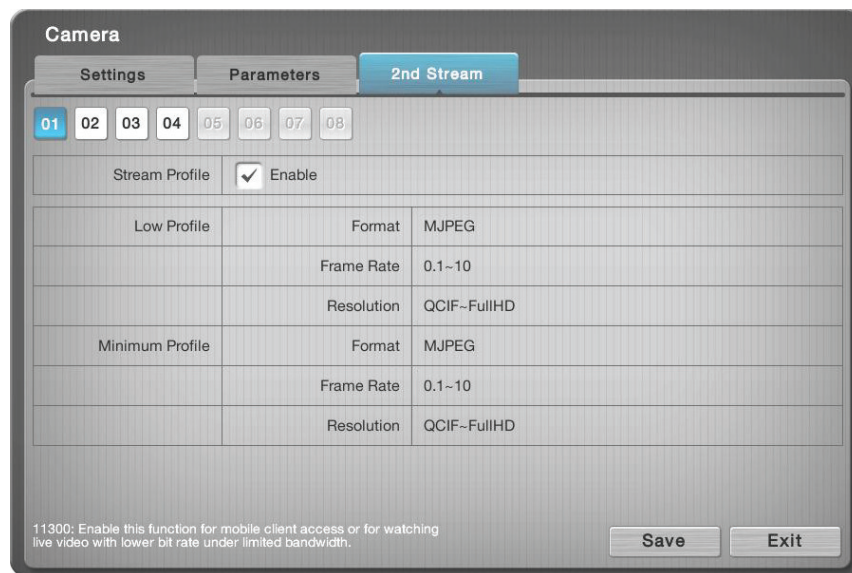 Camera
Settings Parameters 2nd Stream
01 02 03 04 05 06 07 08
Stream Profile Enable
Low Profile Format MJPEG
Frame Rate 0.1~10
Resolution QCIF~FullHD
Minimum Profile Format MJPEG
Frame Rate 0.1~10
Resolution QCIF~FullHD
11300: Enable this function for mobile client access or for watching
live video with lower bit rate under limited bandwidth.
Save Exit